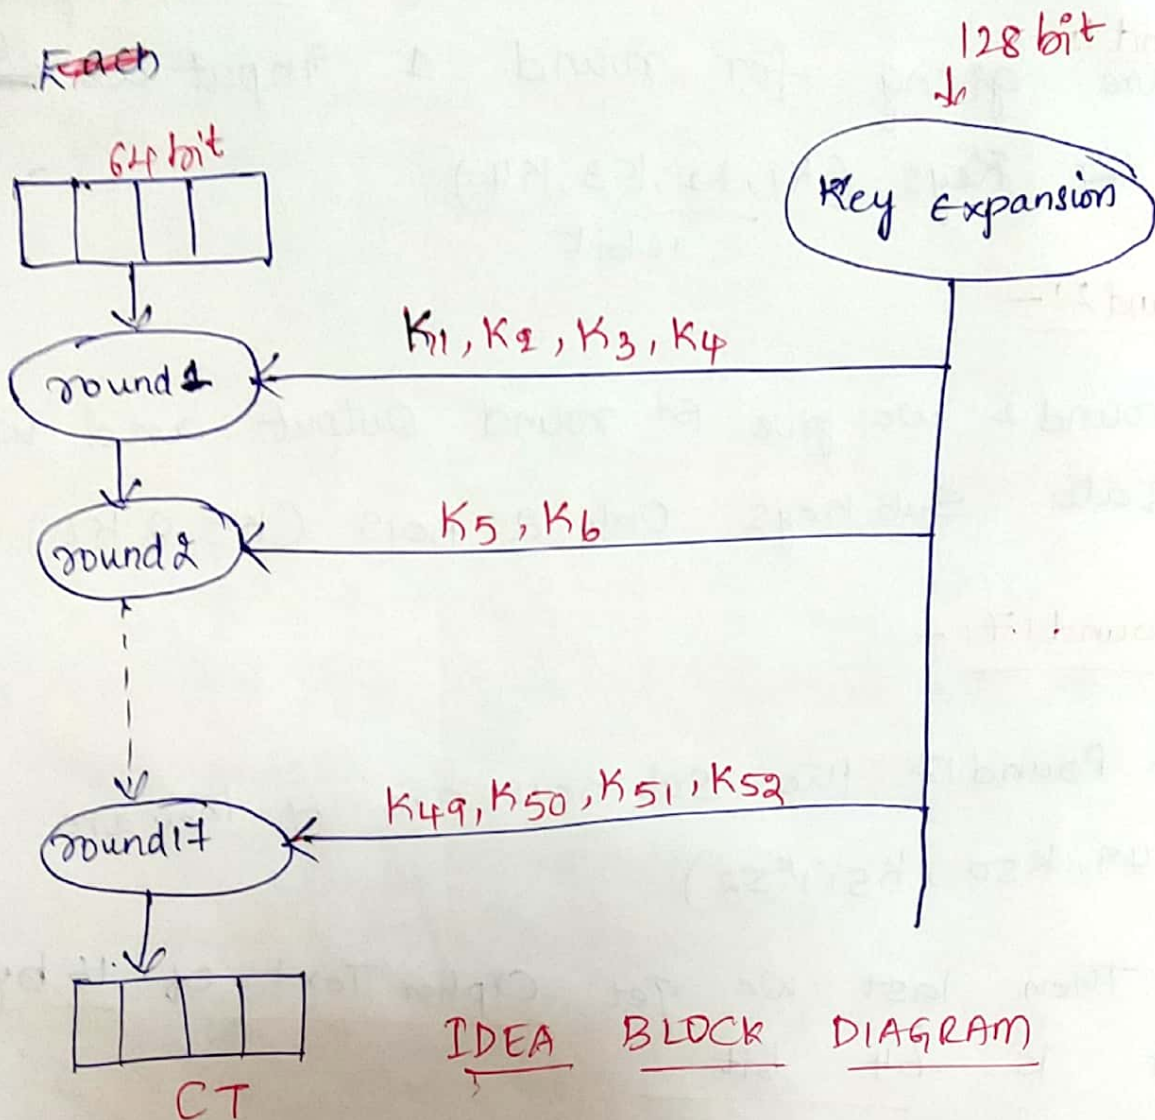 Each
128 bit
64 bit
Key Expansion
K1, K2, K3, K4
round 1
K5, K6
round 2
K49, K50, K51, K52
round 17
IDEA BLOCK DIAGRAM
CT